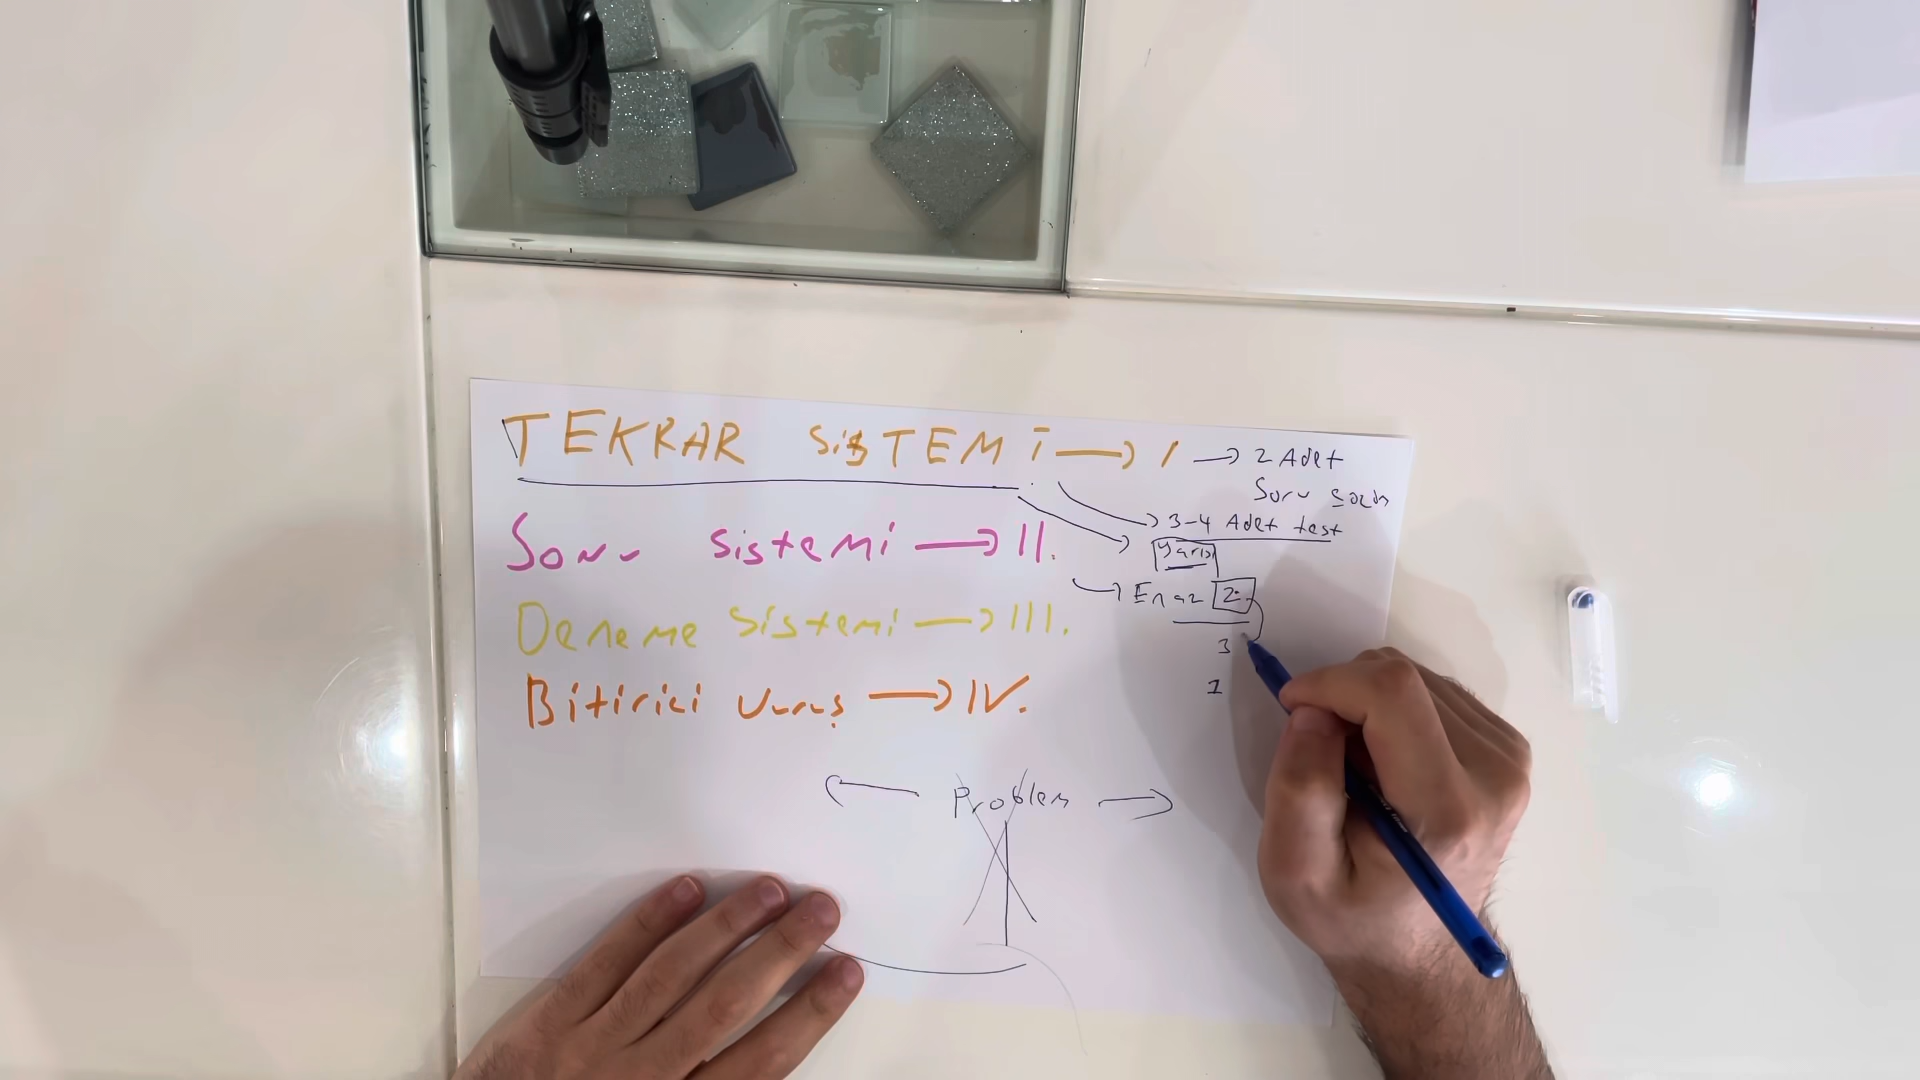 TEKRAR SİSTEMİ → I → 2 Adet
Soru
→ 3-4 Adet test
Soru sistemi → II.
→ Yarısı
→ En az 2
Deneme sistemi → III.
3
1
Bitirici Vuruş → IV.
← Problem →